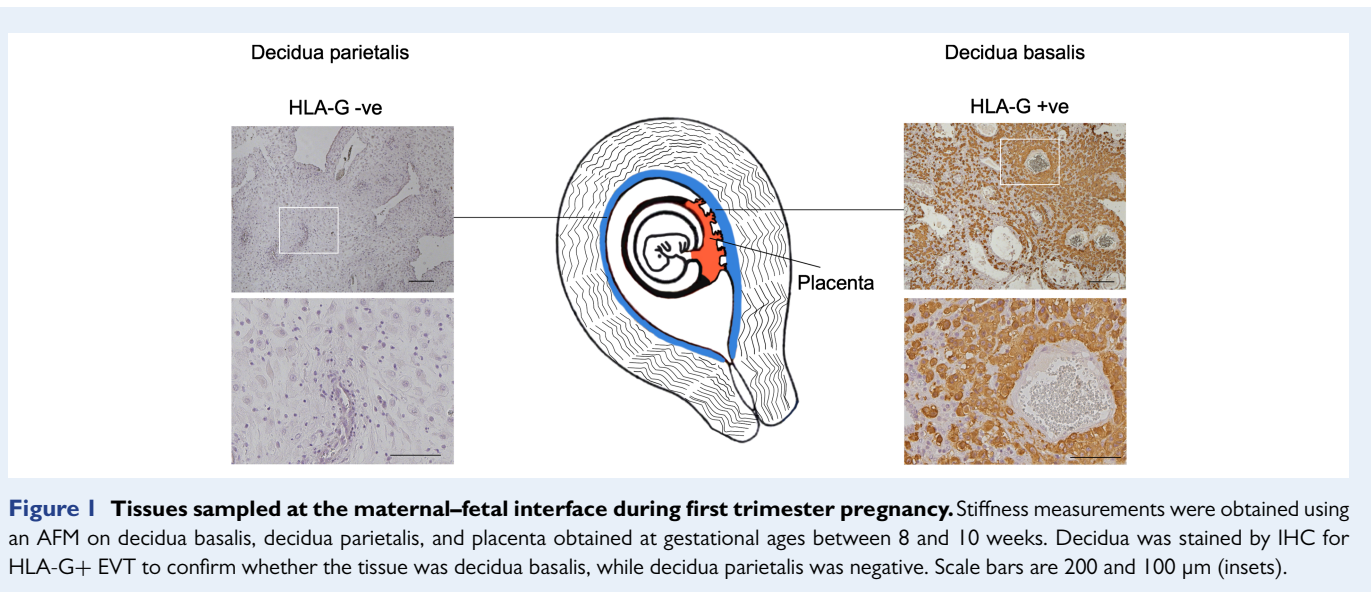 Decidua parietalis
Decidua basalis
HLA-G -ve
HLA-G +ve
Placenta
Figure 1 Tissues sampled at the maternal–fetal interface during first trimester pregnancy. Stiffness measurements were obtained using
an AFM on decidua basalis, decidua parietalis, and placenta obtained at gestational ages between 8 and 10 weeks. Decidua was stained by IHC for
HLA-G+ EVT to confirm whether the tissue was decidua basalis, while decidua parietalis was negative. Scale bars are 200 and 100 μm (insets).